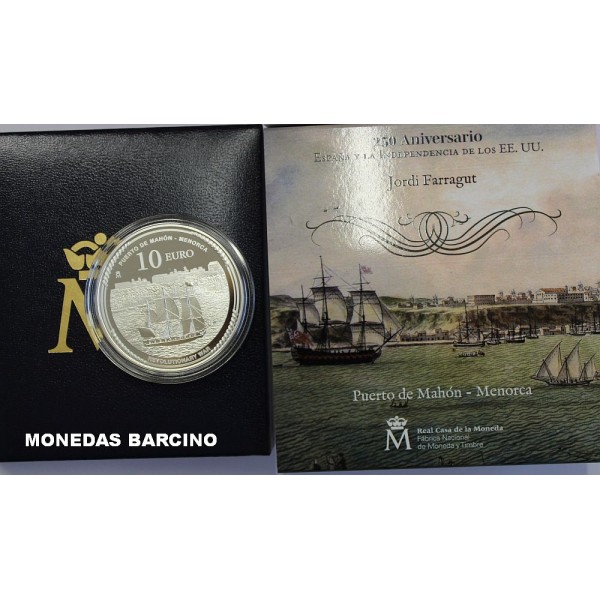 PUERTO DE MAHÓN - MENORCA
10 EURO
REVOLUTIONARY WAR
MONEDAS BARCINO
250 Aniversario
ESPAÑA Y LA INDEPENDENCIA DE LOS EE. UU.
Jordi Farragut
Puerto de Mahón - Menorca
M
Real Casa de la Moneda
Fábrica Nacional
de Moneda y Timbre